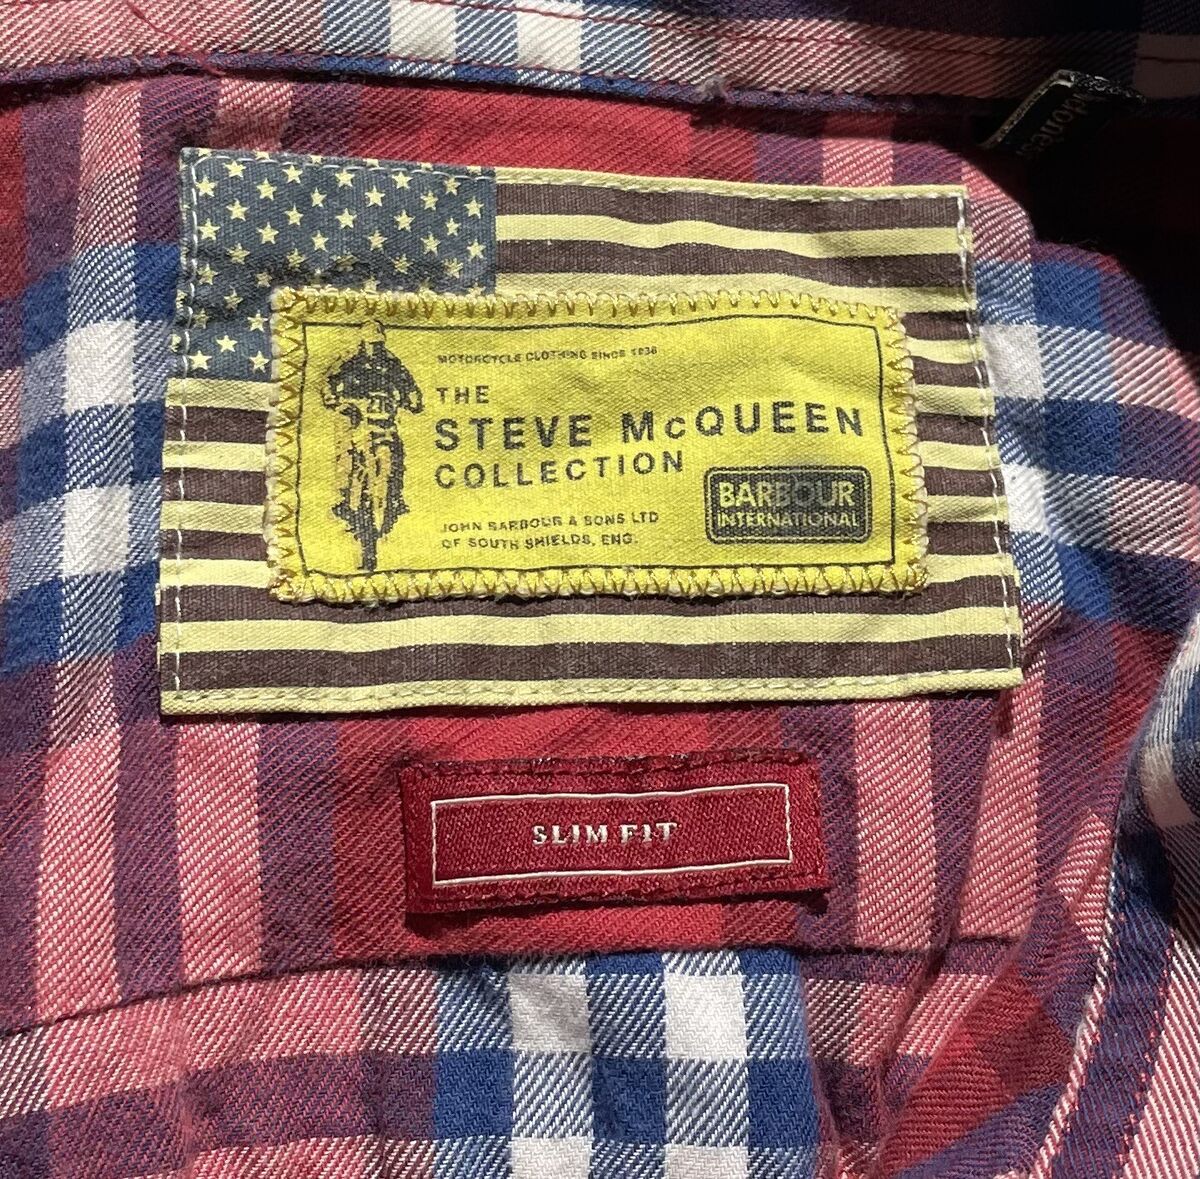 MOTORCYCLE CLOTHING SINCE 1936
THE
STEVE McQUEEN
COLLECTION
JOHN BARBOUR & SONS LTD
OF SOUTH SHIELDS, ENG.
BARBOUR
INTERNATIONAL
SLIM FIT